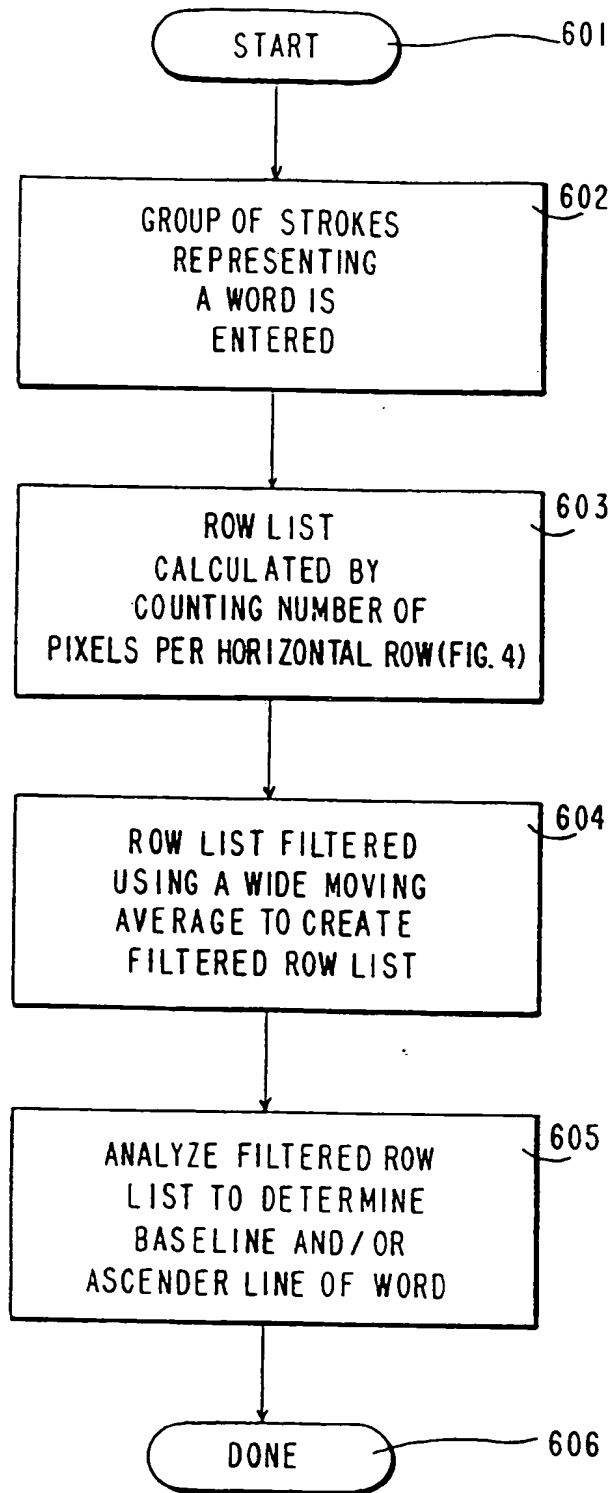 START
601
602
GROUP OF STROKES
REPRESENTING
A WORD IS
ENTERED
603
ROW LIST
CALCULATED BY
COUNTING NUMBER OF
PIXELS PER HORIZONTAL ROW (FIG. 4)
604
ROW LIST FILTERED
USING A WIDE MOVING
AVERAGE TO CREATE
FILTERED ROW LIST
605
ANALYZE FILTERED ROW
LIST TO DETERMINE
BASELINE AND/OR
ASCENDER LINE OF WORD
DONE
606